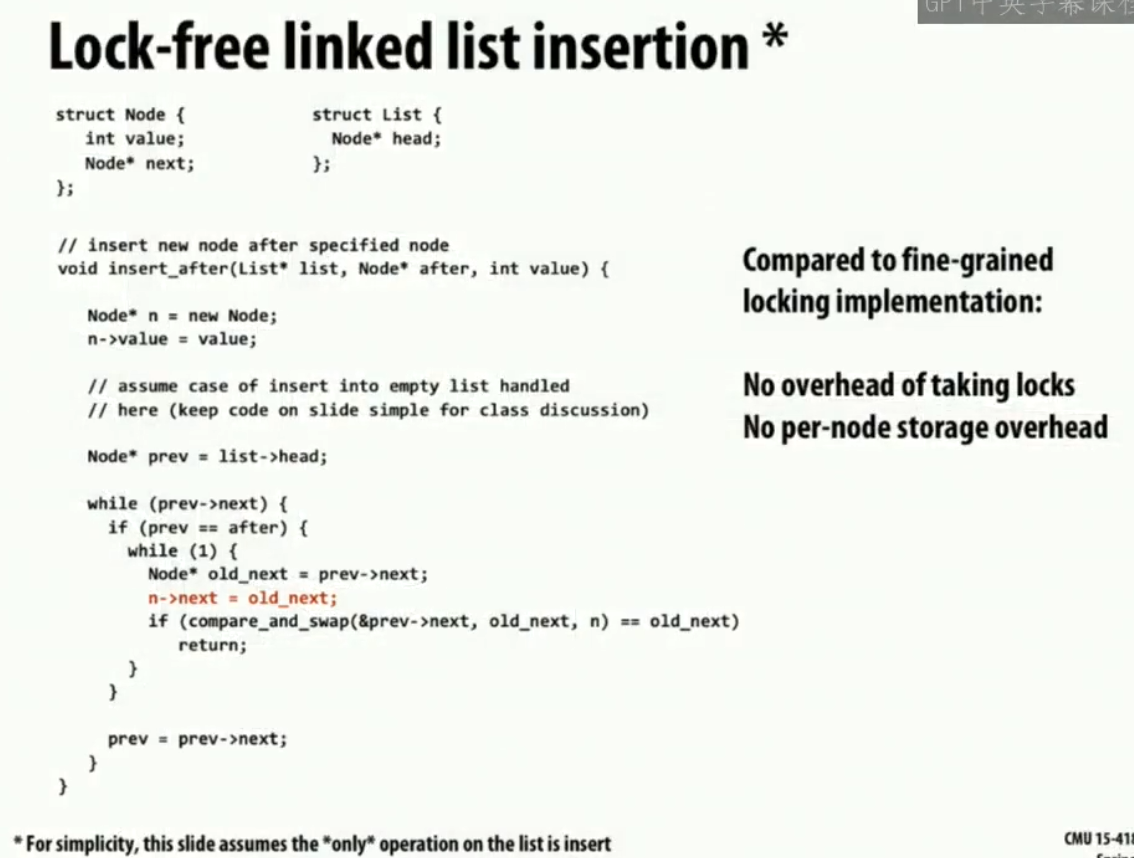 GPT中英字幕课程
Lock-free linked list insertion *
struct Node {
int value;
Node* next;
};
struct List {
Node* head;
};
// insert new node after specified node
void insert_after(List* list, Node* after, int value) {
Node* n = new Node;
n->value = value;
// assume case of insert into empty list handled
// here (keep code on slide simple for class discussion)
Node* prev = list->head;
while (prev->next) {
if (prev == after) {
while (1) {
Node* old_next = prev->next;
n->next = old_next;
if (compare_and_swap(&prev->next, old_next, n) == old_next)
return;
}
}
prev = prev->next;
}
}
Compared to fine-grained
locking implementation:
No overhead of taking locks
No per-node storage overhead
* For simplicity, this slide assumes the *only* operation on the list is insert
CMU 15-418